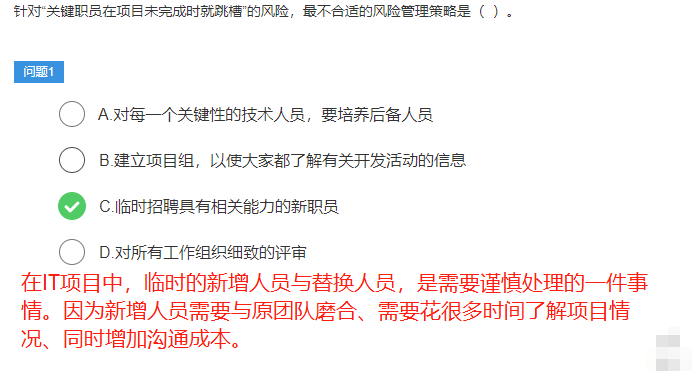 针对“关键职员在项目未完成时就跳槽”的风险，最不合适的风险管理策略是（ ）。
问题1
A.对每一个关键性的技术人员，要培养后备人员
B.建立项目组，以使大家都了解有关开发活动的信息
C.临时招聘具有相关能力的新职员
D.对所有工作组织细致的评审
在IT项目中，临时的新增人员与替换人员，是需要谨慎处理的一件事
情。因为新增人员需要与原团队磨合、需要花很多时间了解项目情
况、同时增加沟通成本。